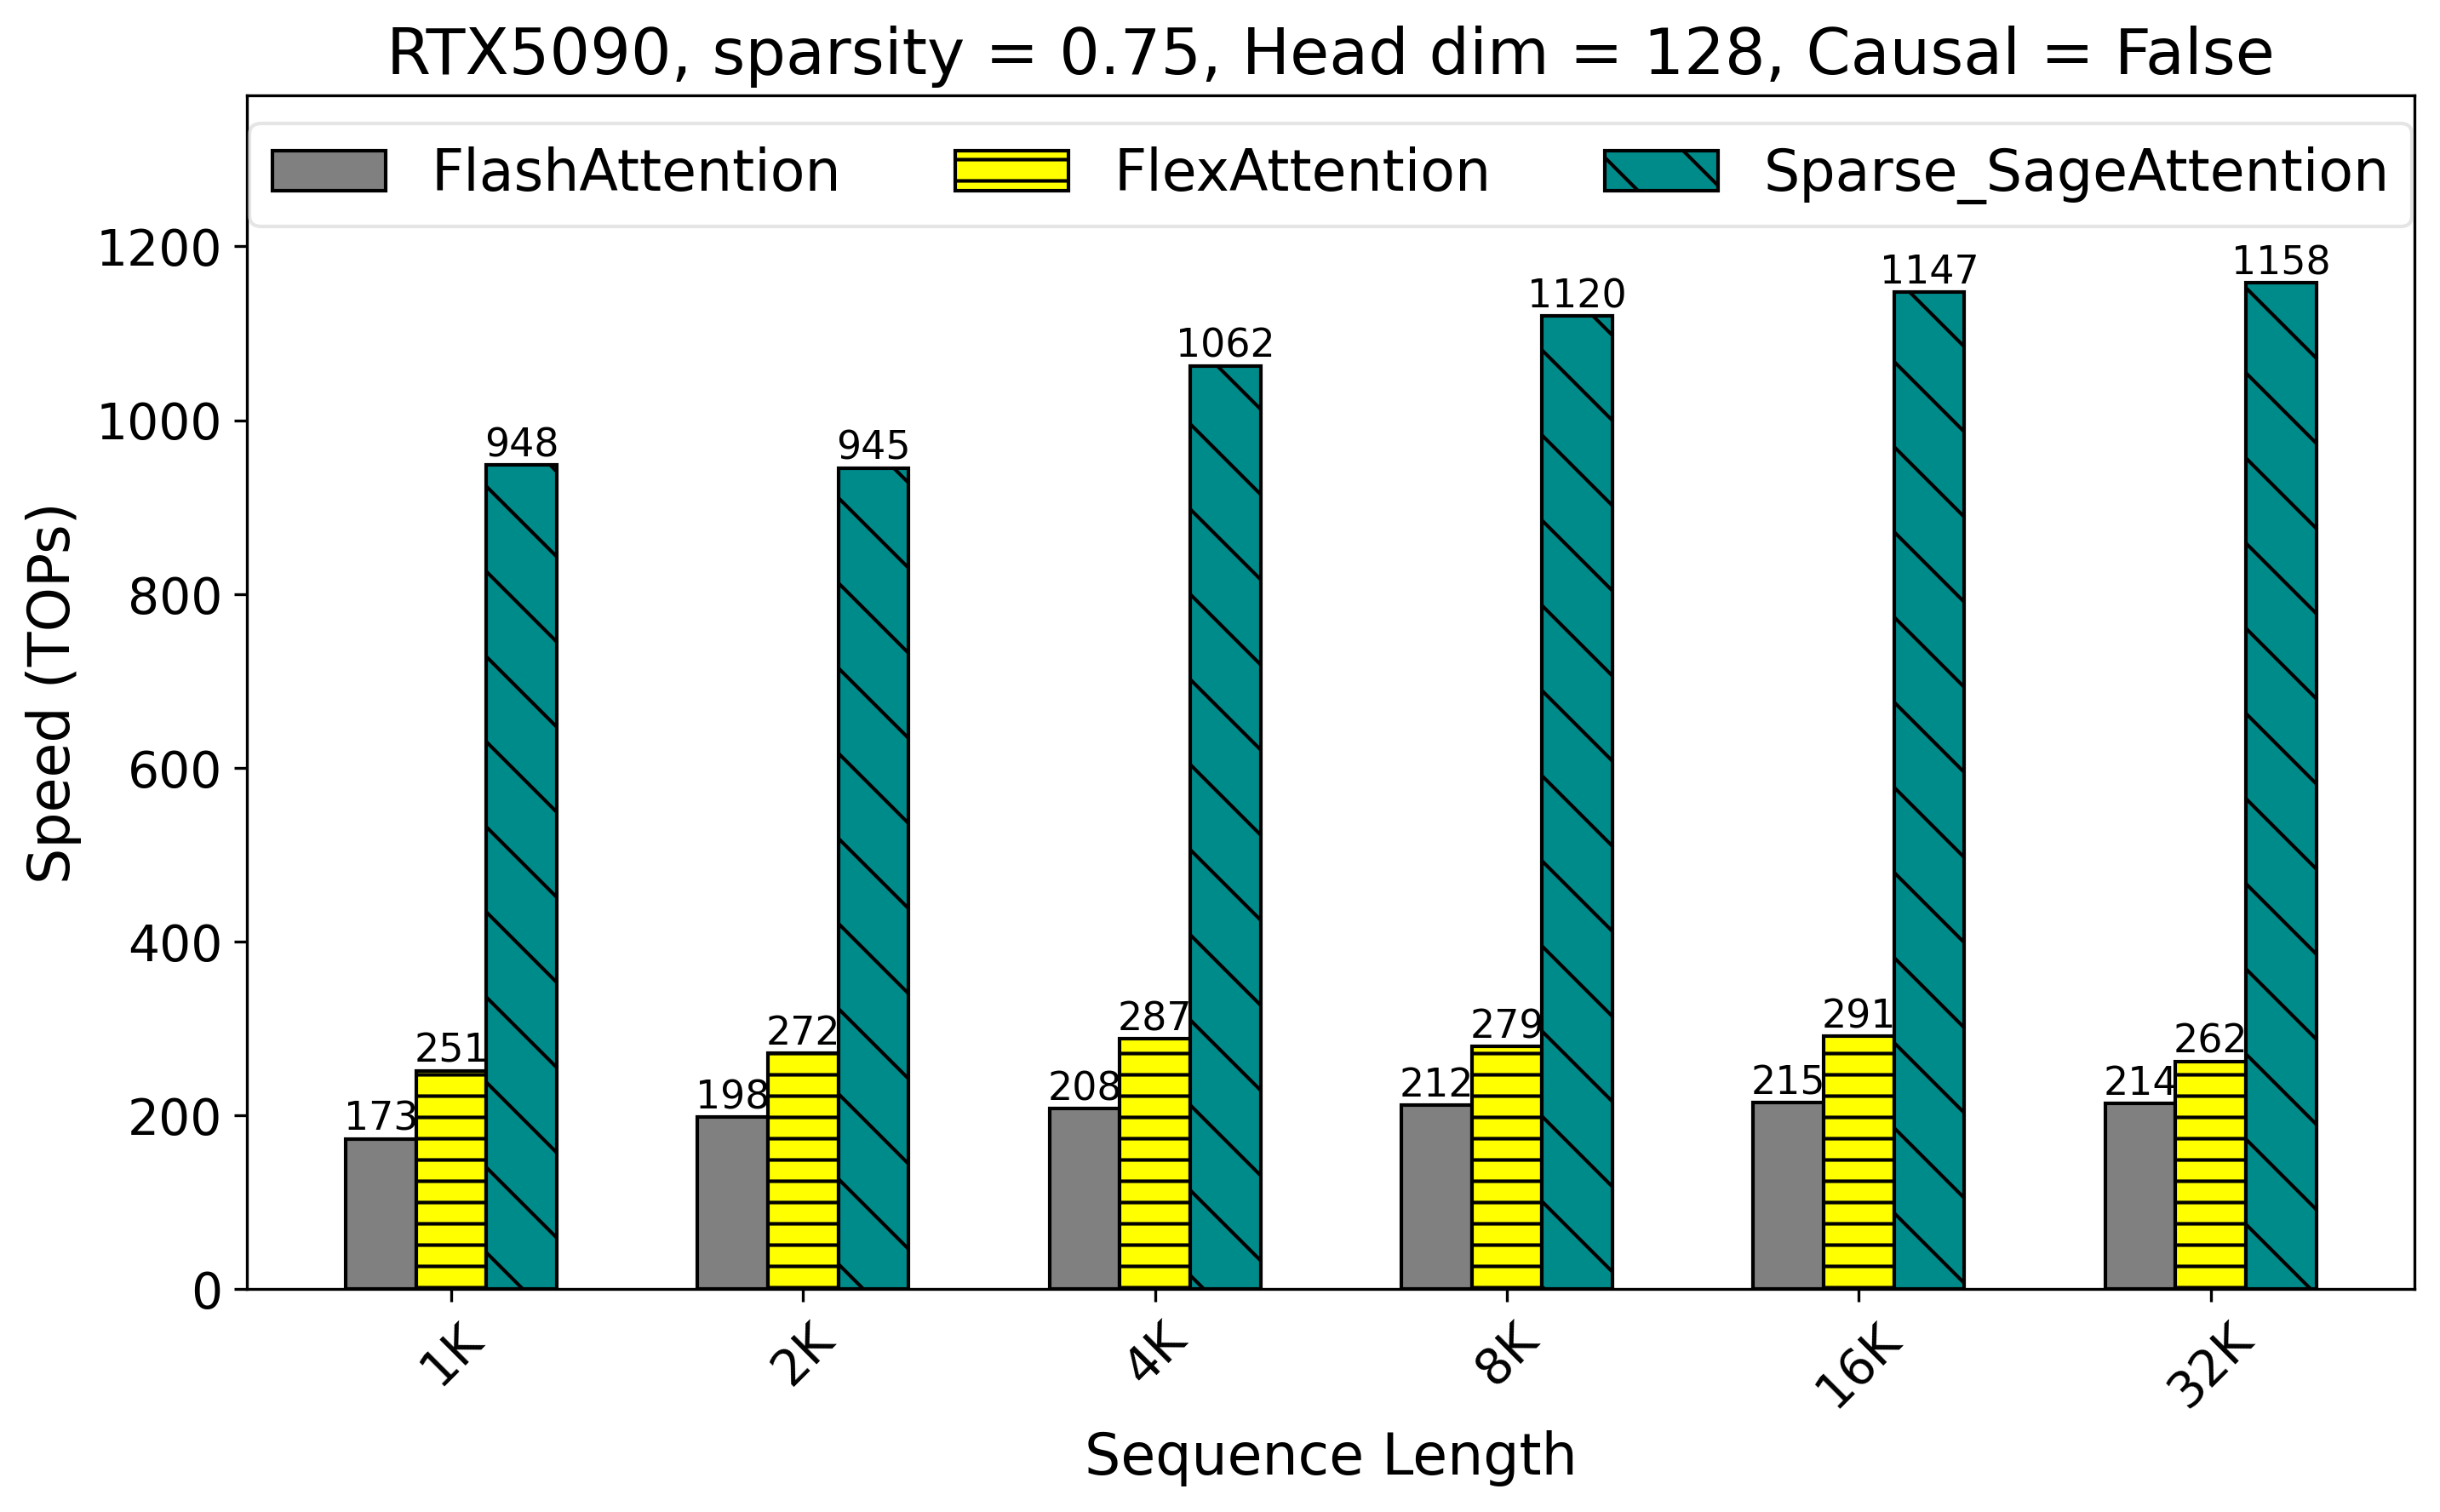 RTX5090, sparsity = 0.75, Head dim = 128, Causal = False
FlashAttention FlexAttention Sparse_SageAttention
Speed (TOPs)
1200
1000
800
600
400
200
0
173 251 948
198 272 945
208 287 1062
212 279 1120
215 291 1147
214 262 1158
1K 2K 4K 8K 16K 32K
Sequence Length